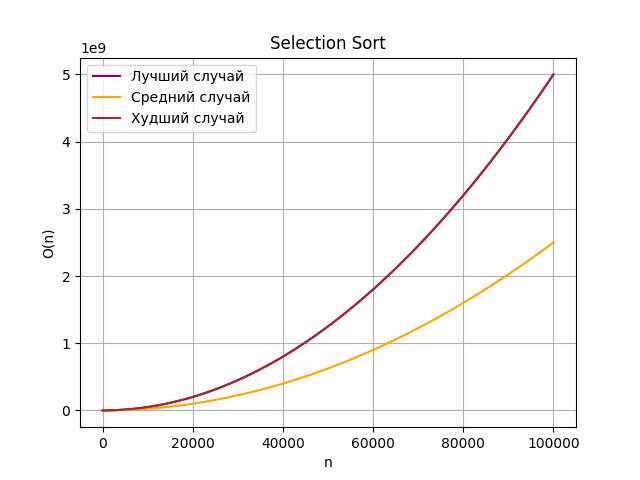 Selection Sort
1e9
Лучший случай
Средний случай
Худший случай
5
4
3
2
1
0
O(n)
0 20000 40000 60000 80000 100000
n